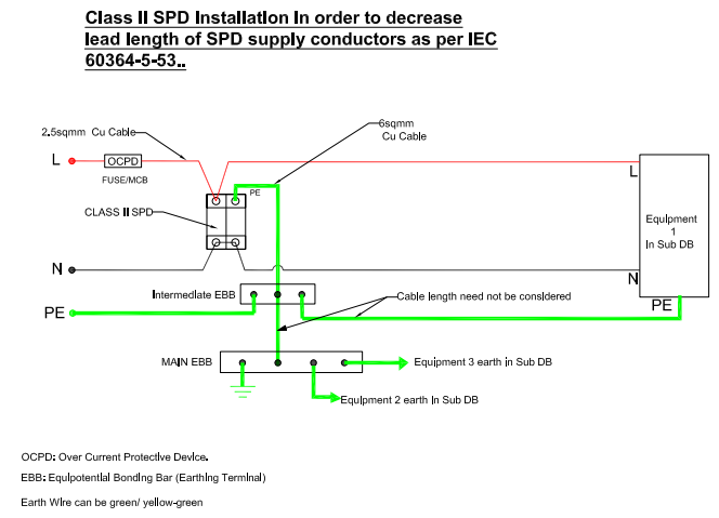 Class II SPD Installation In order to decrease
lead length of SPD supply conductors as per IEC
60364-5-53..
6sqmm
Cu Cable
2.5sqmm Cu Cable
L
OCPD
FUSE/MCB
L
PE
CLASS II SPD
Equipment
1
In Sub DB
N
N
Intermediate EBB
Cable length need not be considered
PE
PE
MAIN EBB
Equipment 3 earth in Sub DB
Equipment 2 earth In Sub DB
OCPD: Over Current Protective Device.
EBB: Equipotential Bonding Bar (Earthing Terminal)
Earth Wire can be green/ yellow-green